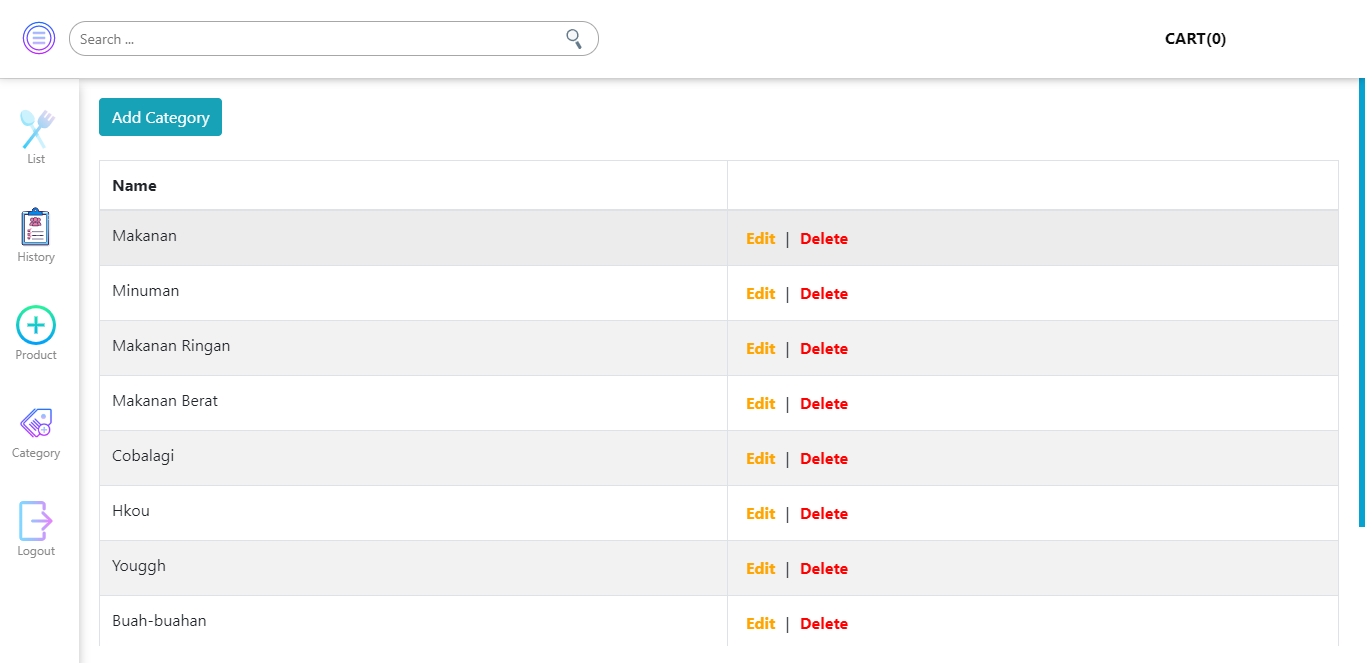 Search ...
CART(0)
List
History
Product
Category
Logout
Add Category
Name
Makanan Edit | Delete
Minuman Edit | Delete
Makanan Ringan Edit | Delete
Makanan Berat Edit | Delete
Cobalagi Edit | Delete
Hkou Edit | Delete
Youggh Edit | Delete
Buah-buahan Edit | Delete